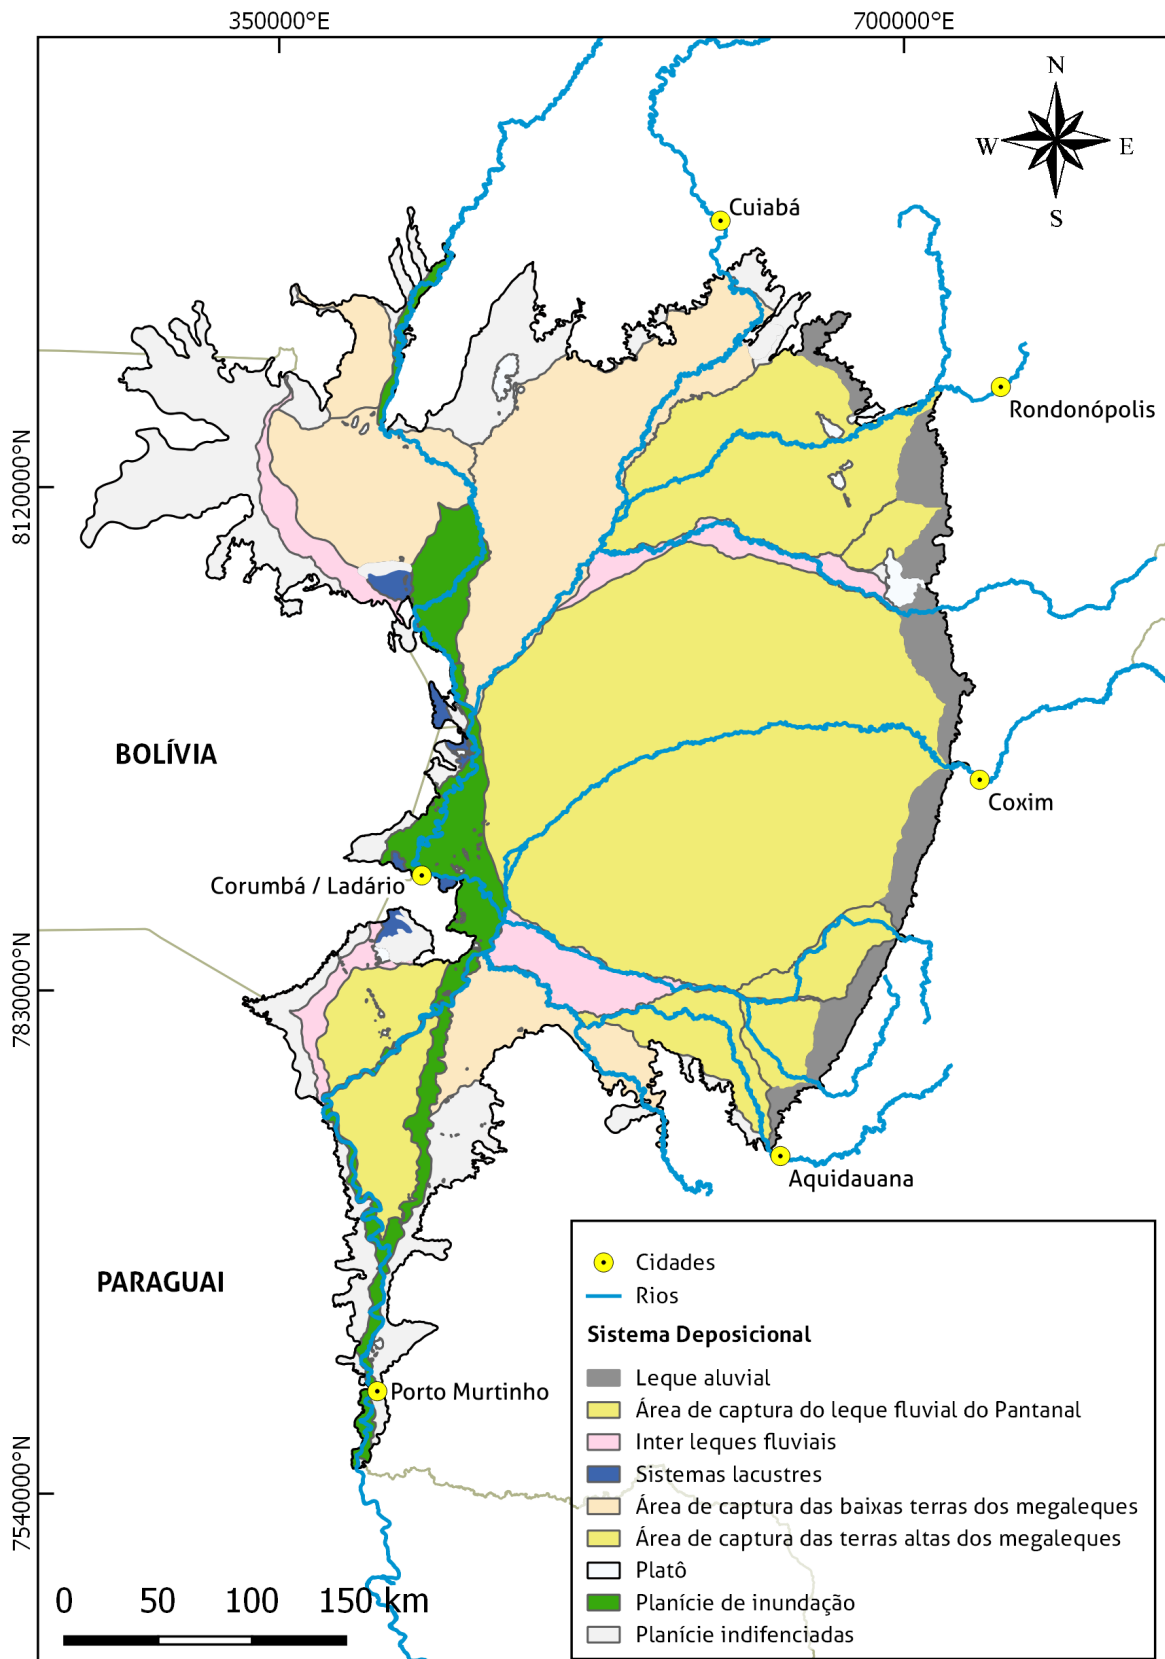 350000°E
700000°E
N
W
E
S
Cuiabá
Rondonópolis
8120000°N
BOLÍVIA
Coxim
Corumbá / Ladário
7830000°N
Aquidauana
PARAGUAI
Porto Murtinho
7540000°N
Cidades
Rios
Sistema Deposicional
Leque aluvial
Área de captura do leque fluvial do Pantanal
Inter leques fluviais
Sistemas lacustres
Área de captura das baixas terras dos megaleques
Área de captura das terras altas dos megaleques
Platô
Planície de inundação
Planície indifenciadas
0 50 100 150 km